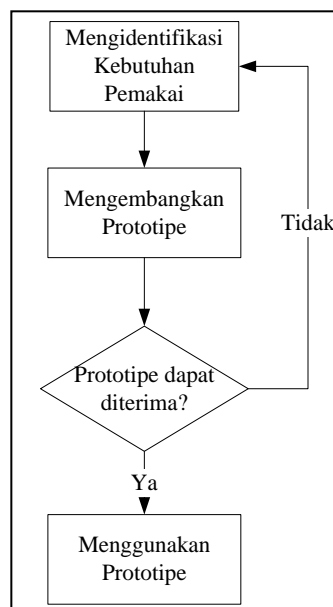 Mengidentifikasi
Kebutuhan
Pemakai
Mengembangkan
Prototipe
Tidak
Prototipe dapat
diterima?
Ya
Menggunakan
Prototipe